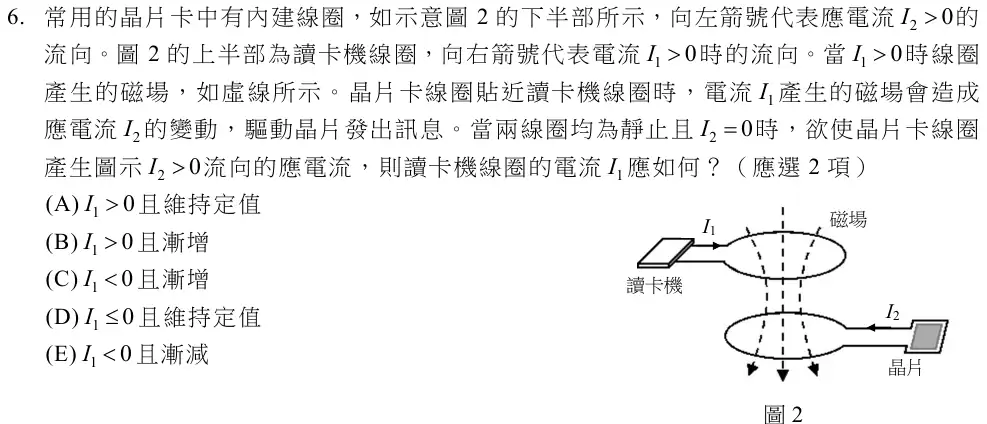 6. 常用的晶片卡中有內建線圈，如示意圖 2 的下半部所示，向左箭號代表應電流 I₂ > 0 的
流向。圖 2 的上半部為讀卡機線圈，向右箭號代表電流 I₁ > 0 時的流向。當 I₁ > 0 時線圈
產生的磁場，如虛線所示。晶片卡線圈貼近讀卡機線圈時，電流 I₁ 產生的磁場會造成
應電流 I₂ 的變動，驅動晶片發出訊息。當兩線圈均為靜止且 I₂ = 0 時，欲使晶片卡線圈
產生圖示 I₂ > 0 流向的應電流，則讀卡機線圈的電流 I₁ 應如何？（應選 2 項）
(A) I₁ > 0 且維持定值
(B) I₁ > 0 且漸增
(C) I₁ < 0 且漸增
(D) I₁ ≤ 0 且維持定值
(E) I₁ < 0 且漸減
磁場
I₁
讀卡機
I₂
晶片
圖 2